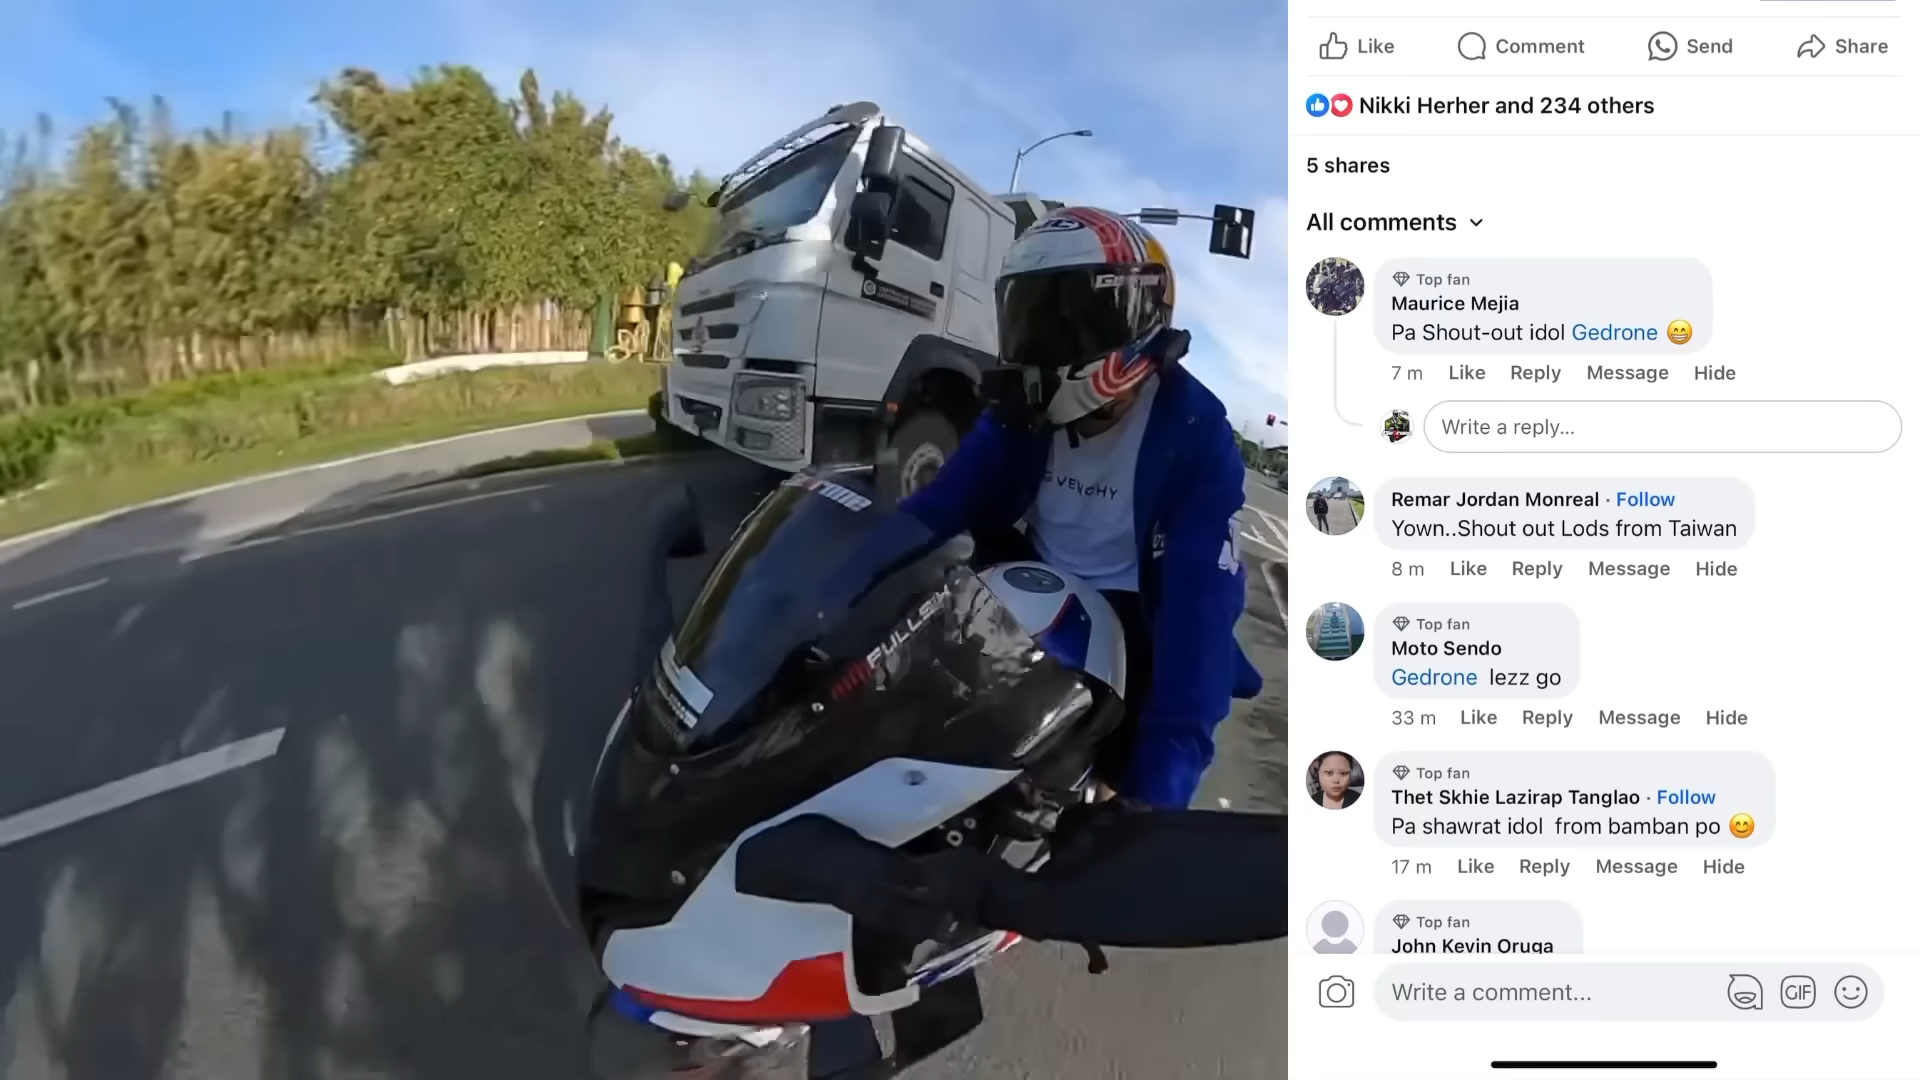 GIVENCHY
FULLSIX
Like
Comment
Send
Share
Nikki Herher and 234 others
5 shares
All comments
Top fan
Maurice Mejia
Pa Shout-out idol Gedrone 😁
7 m Like Reply Message Hide
Write a reply...
Remar Jordan Monreal · Follow
Yown..Shout out Lods from Taiwan
8 m Like Reply Message Hide
Top fan
Moto Sendo
Gedrone lezz go
33 m Like Reply Message Hide
Top fan
Thet Skhie Lazirap Tanglao · Follow
Pa shawrat idol from bamban po 😊
17 m Like Reply Message Hide
Top fan
John Kevin Oruga
Write a comment...
GIF